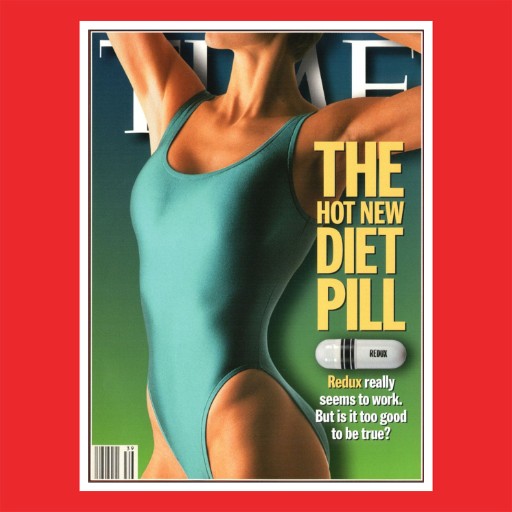 TIME
THE
HOT NEW
DIET
PILL
REDUX
Redux really
seems to work.
But is it too good
to be true?